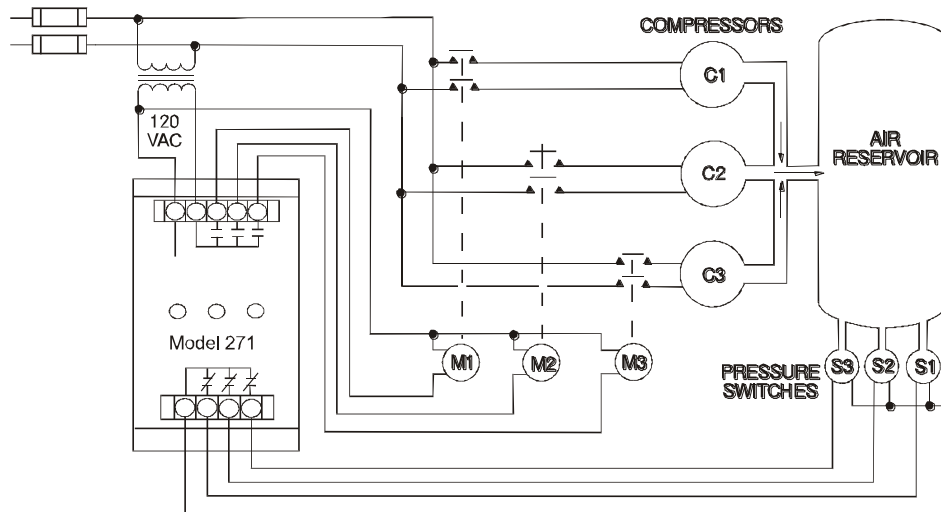 COMPRESSORS
C1
120
VAC
AIR
RESERVOIR
C2
C3
Model 271
M1
M2
M3
PRESSURE
SWITCHES
S3
S2
S1